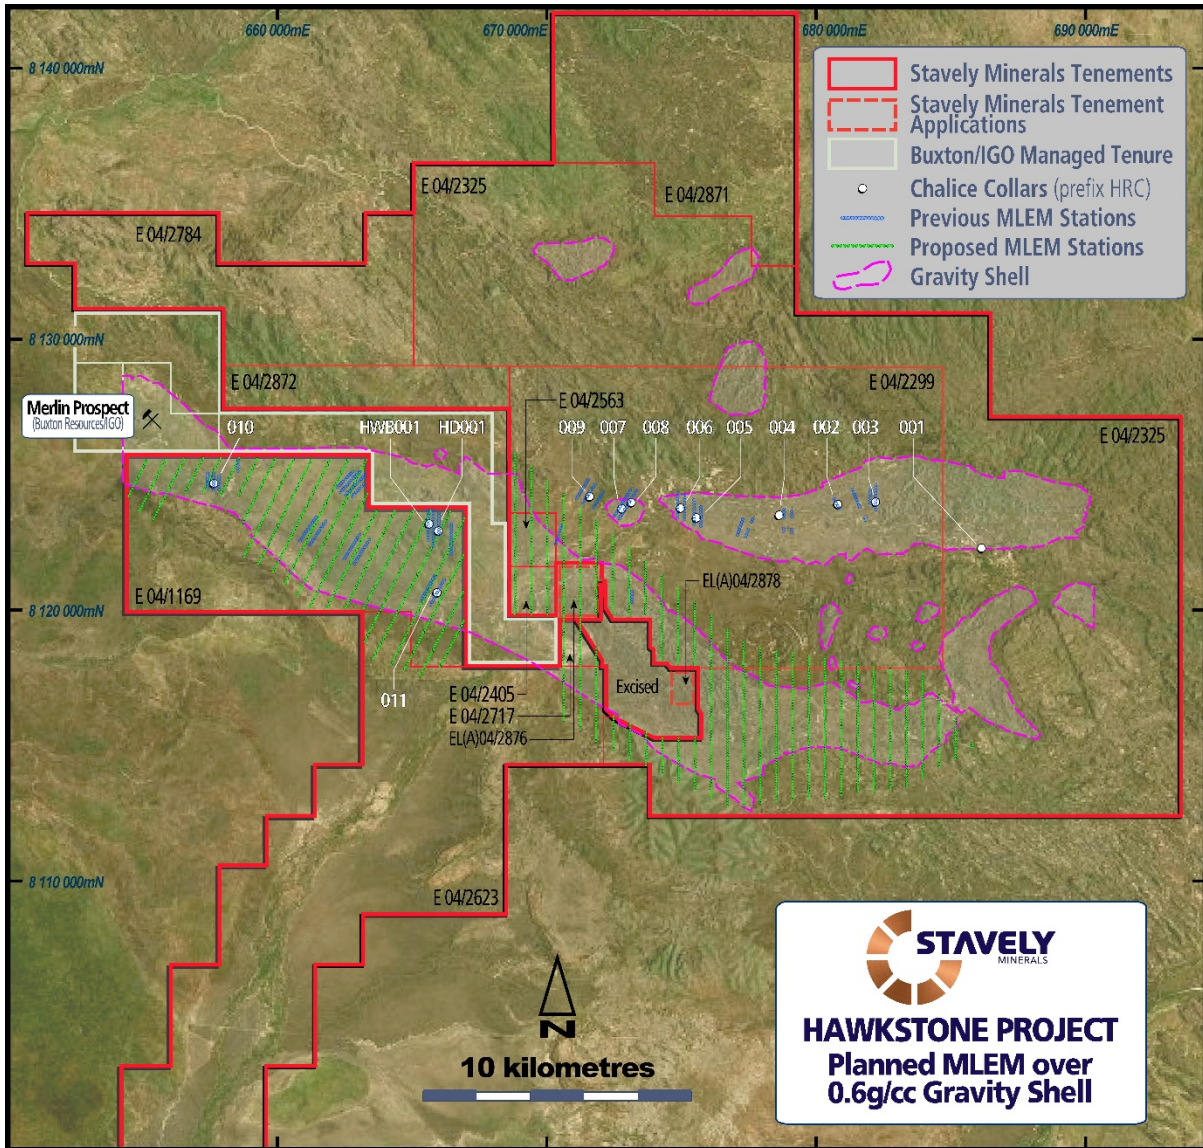 660 000mE
670 000mE
680 000mE
690 000mE
8 140 000mN
Stavely Minerals Tenements
Stavely Minerals Tenement
Applications
Buxton/IGO Managed Tenure
Chalice Collars (prefix HRC)
Previous MLEM Stations
Proposed MLEM Stations
Gravity Shell
E 04/2325
E 04/2871
E 04/2784
8 130 000mN
E 04/2872
E 04/2299
E 04/2563
Merlin Prospect
(Buxton Resources/IGO)
010
HWB001
HD001
009
007
008
006
005
004
002
003
001
E 04/2325
EL(A)04/2878
E 04/1169
8 120 000mN
Excised
011
E 04/2405
E 04/2717
EL(A)04/2876
8 110 000mN
E 04/2623
N
10 kilometres
STAVELY
MINERALS
HAWKSTONE PROJECT
Planned MLEM over
0.6g/cc Gravity Shell